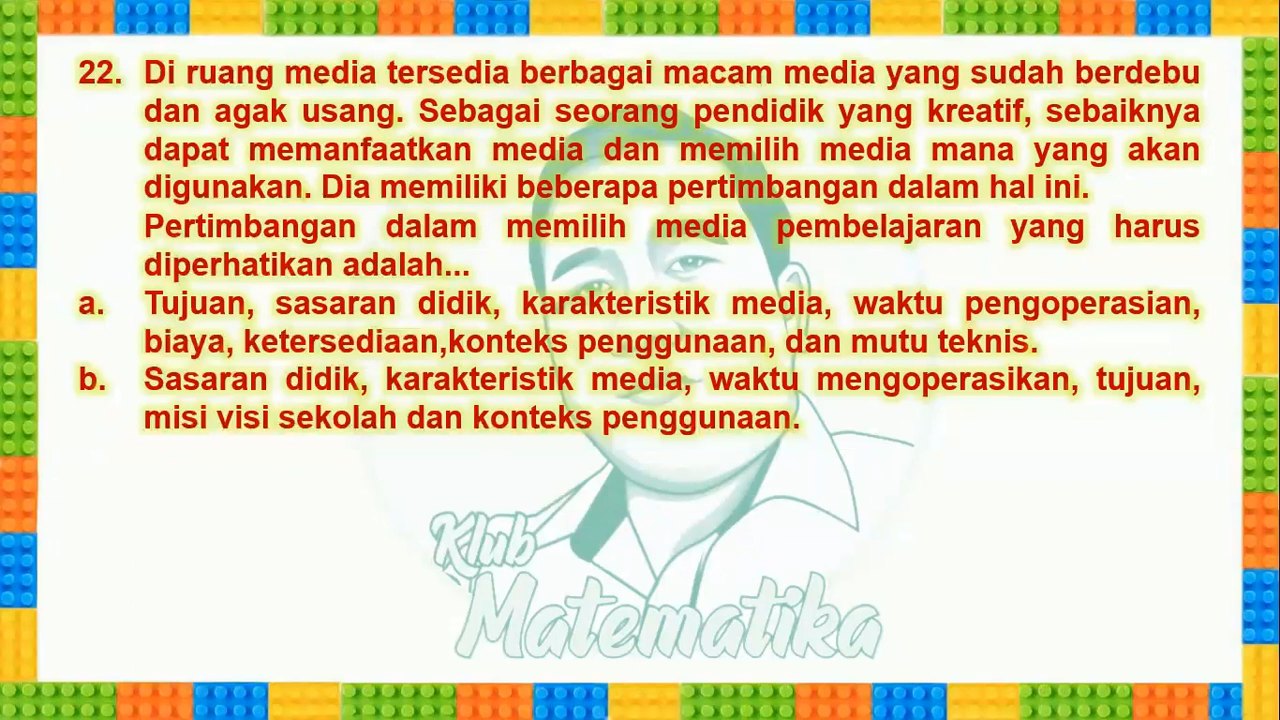 22. Di ruang media tersedia berbagai macam media yang sudah berdebu
dan agak usang. Sebagai seorang pendidik yang kreatif, sebaiknya
dapat memanfaatkan media dan memilih media mana yang akan
digunakan. Dia memiliki beberapa pertimbangan dalam hal ini.
Pertimbangan dalam memilih media pembelajaran yang harus
diperhatikan adalah...
a. Tujuan, sasaran didik, karakteristik media, waktu pengoperasian,
biaya, ketersediaan,konteks penggunaan, dan mutu teknis.
b. Sasaran didik, karakteristik media, waktu mengoperasikan, tujuan,
misi visi sekolah dan konteks penggunaan.
Klub
Matematika